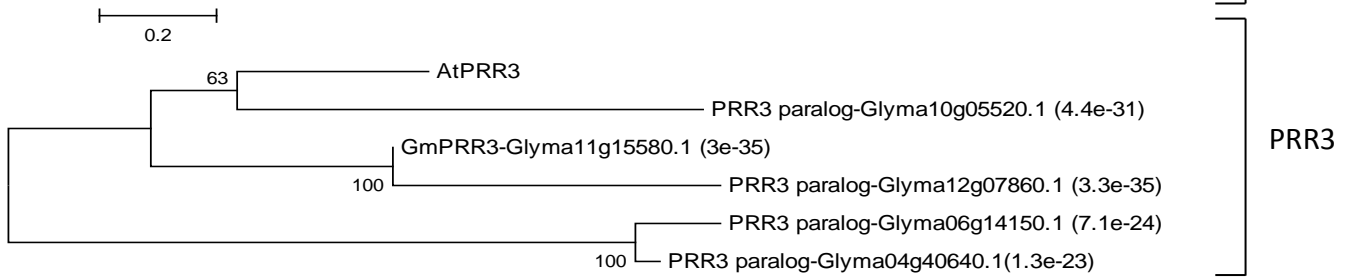 0.2
63
AtPRR3
PRR3 paralog-Glyma10g05520.1 (4.4e-31)
GmPRR3-Glyma11g15580.1 (3e-35)
PRR3
100
PRR3 paralog-Glyma12g07860.1 (3.3e-35)
PRR3 paralog-Glyma06g14150.1 (7.1e-24)
100
PRR3 paralog-Glyma04g40640.1(1.3e-23)